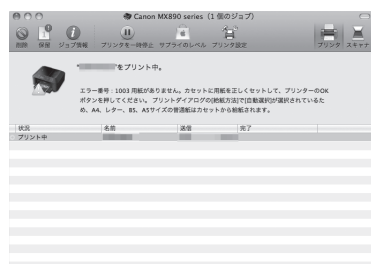 Canon MX890 series (1 個のジョブ)
削除 保留 ジョブ情報 プリンタを一時停止 サプライのレベル プリンタ設定 プリンタ スキャナ
"をプリント中。
エラー番号 : 1003 用紙がありません。カセットに用紙を正しくセットして、プリンターのOK
ボタンを押してください。 プリントダイアログの[給紙方法]で[自動選択]が選択されているた
め、A4、レター、B5、A5サイズの普通紙はカセットから給紙されます。
状況 名前 送信 完了
プリント中